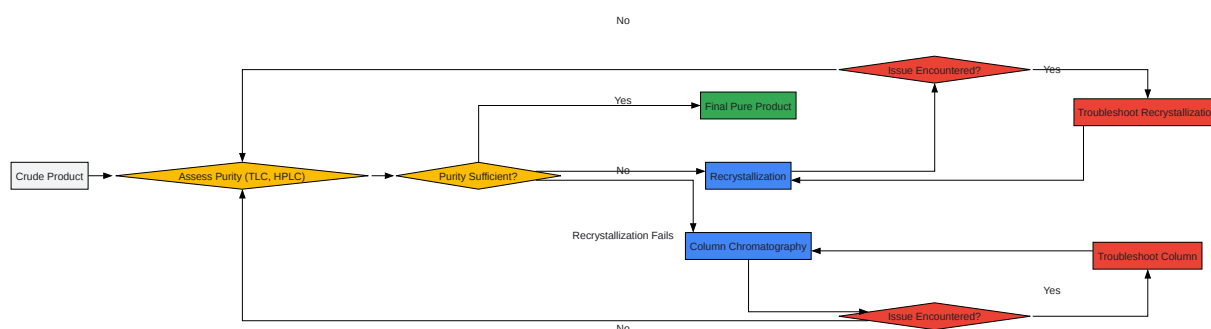 No
Issue Encountered?
Yes
Yes
Final Pure Product
Troubleshoot Recrystallizatio
Crude Product
Assess Purity (TLC, HPLC)
Purity Sufficient?
No
Recrystallization
Recrystallization Fails
Column Chromatography
Troubleshoot Column
Yes
Issue Encountered?
No